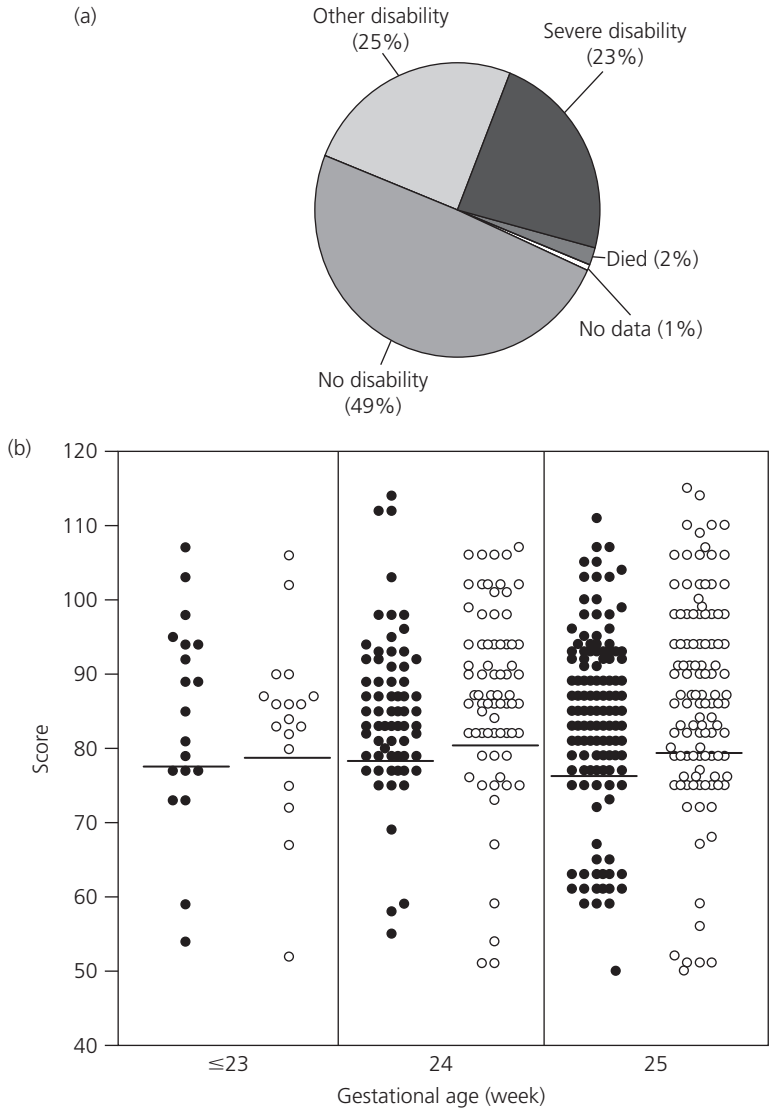 (a)
Other disability
(25%)
Severe disability
(23%)
Died (2%)
No data (1%)
No disability
(49%)
(b)
120
110
100
90
80
70
60
50
40
Score
≤23
24
25
Gestational age (week)